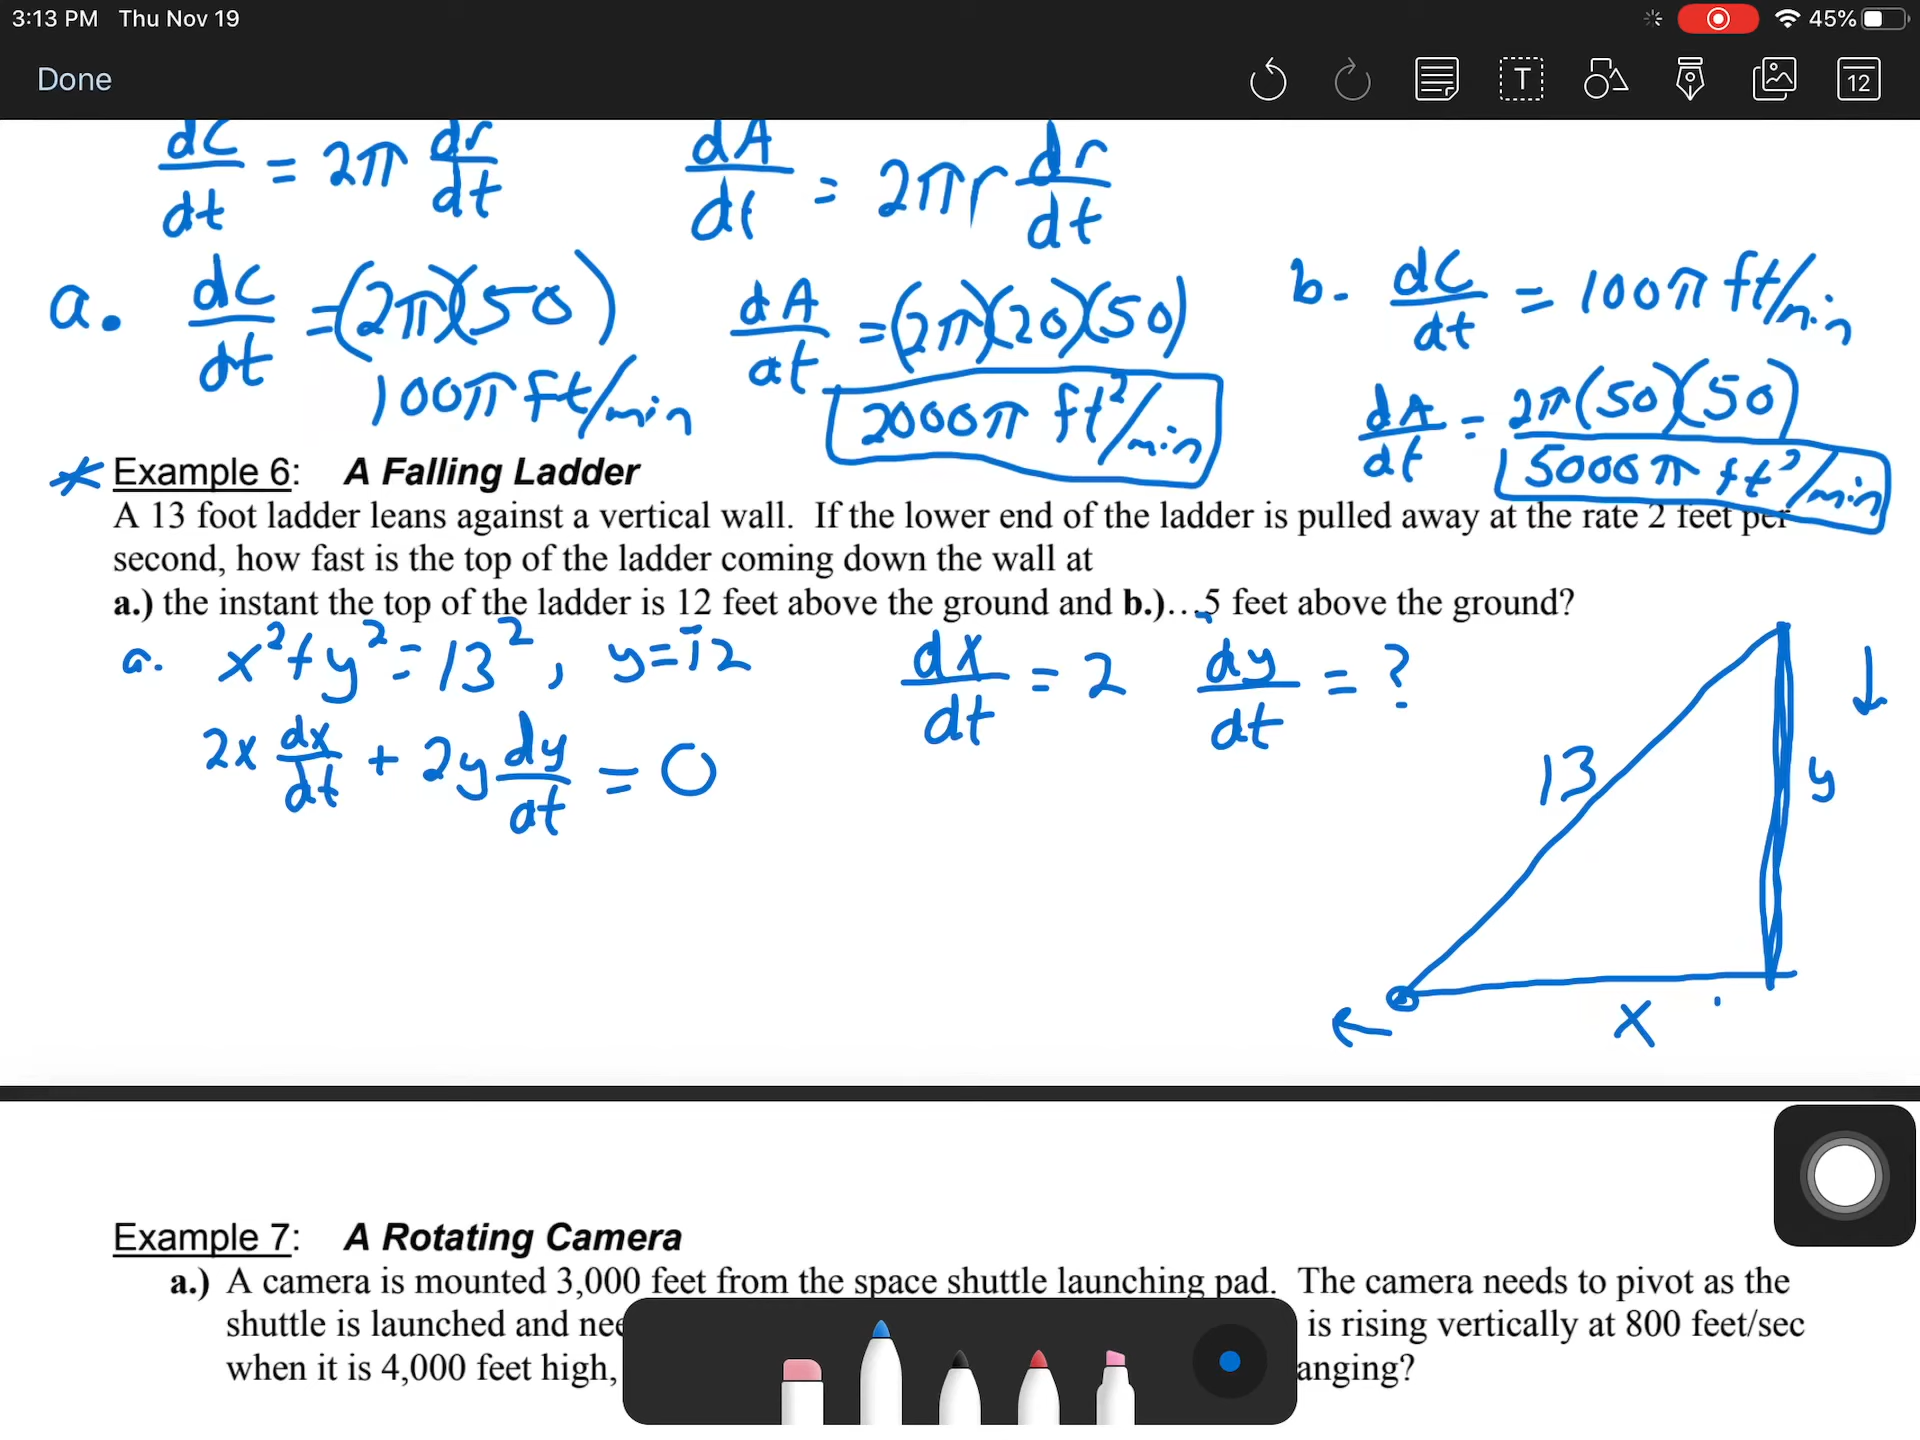 3:13 PM Thu Nov 19
45%
Done
T
12
dC/dt = 2π dr/dt
dA/dt = 2πr dr/dt
a. dC/dt = (2π)(50)
100π ft/min
dA/dt = (2π)(20)(50)
2000π ft²/min
b. dC/dt = 100π ft/min
dA/dt = 2π(50)(50)
5000π ft²/min
* Example 6: A Falling Ladder
A 13 foot ladder leans against a vertical wall. If the lower end of the ladder is pulled away at the rate 2 feet per
second, how fast is the top of the ladder coming down the wall at
a.) the instant the top of the ladder is 12 feet above the ground and b.)…5 feet above the ground?
a. x² + y² = 13², y = 12
dx/dt = 2 dy/dt = ?
2x dx/dt + 2y dy/dt = 0
13
y
x
Example 7: A Rotating Camera
a.) A camera is mounted 3,000 feet from the space shuttle launching pad. The camera needs to pivot as the
shuttle is launched and nee is rising vertically at 800 feet/sec
when it is 4,000 feet high, anging?